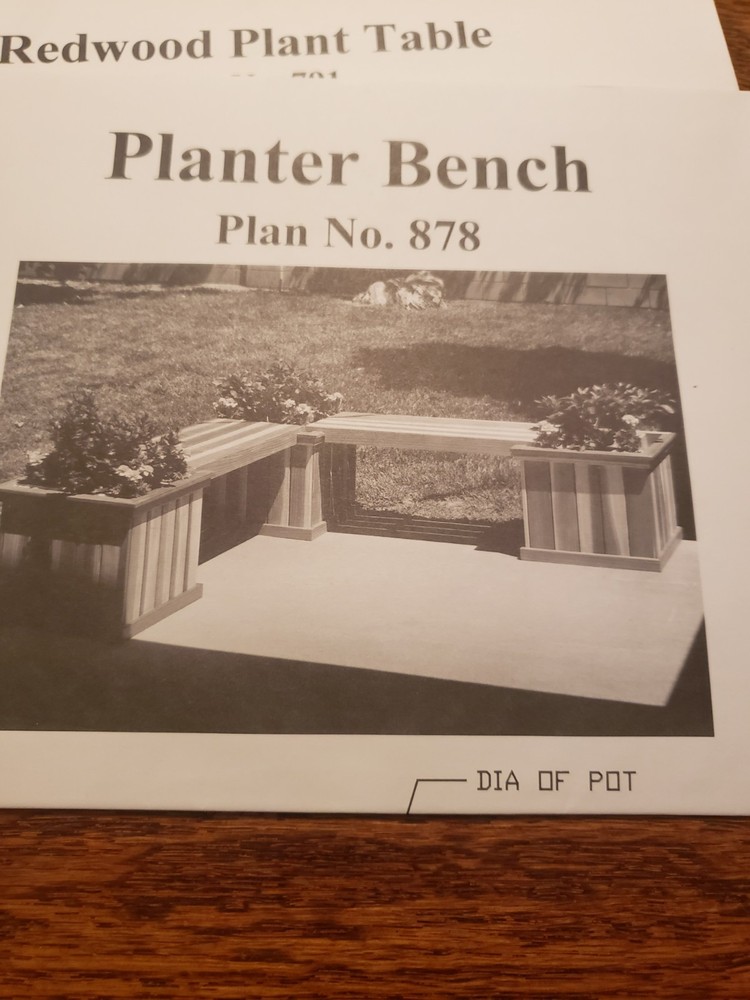 Redwood Plant Table
Planter Bench
Plan No. 878
DIA OF POT